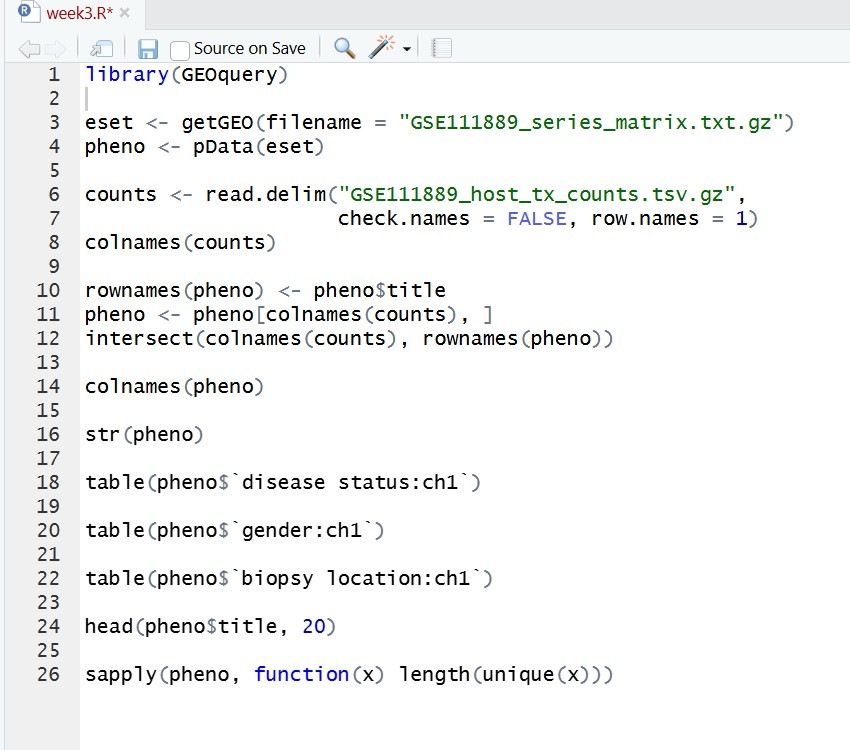 week3.R*
Source on Save
1 library(GEOquery)
2
3 eset <- getGEO(filename = "GSE111889_series_matrix.txt.gz")
4 pheno <- pData(eset)
5
6 counts <- read.delim("GSE111889_host_tx_counts.tsv.gz",
7                      check.names = FALSE, row.names = 1)
8 colnames(counts)
9
10 rownames(pheno) <- pheno$title
11 pheno <- pheno[colnames(counts), ]
12 intersect(colnames(counts), rownames(pheno))
13
14 colnames(pheno)
15
16 str(pheno)
17
18 table(pheno$`disease status:ch1`)
19
20 table(pheno$`gender:ch1`)
21
22 table(pheno$`biopsy location:ch1`)
23
24 head(pheno$title, 20)
25
26 sapply(pheno, function(x) length(unique(x)))